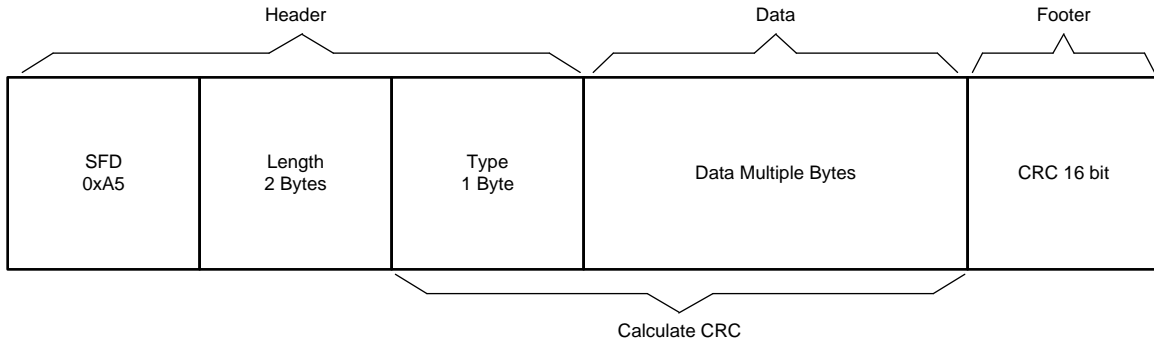 Header
Data
Footer
SFD
0xA5
Length
2 Bytes
Type
1 Byte
Data Multiple Bytes
CRC 16 bit
Calculate CRC